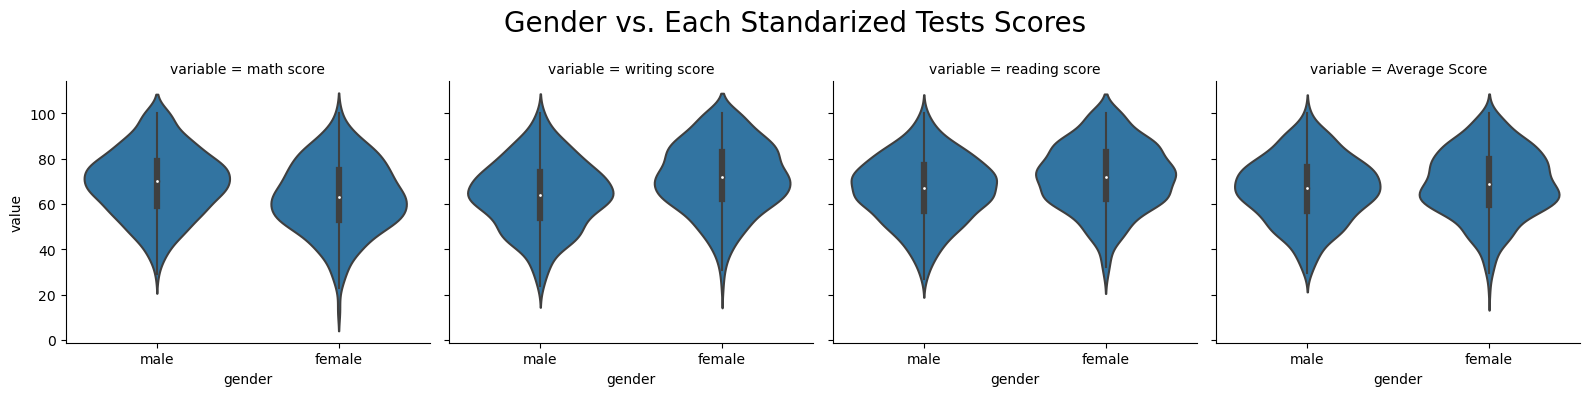 Gender vs. Each Standarized Tests Scores
variable = math score
variable = writing score
variable = reading score
variable = Average Score
value
100
80
60
40
20
0
male
female
male
female
male
female
male
female
gender
gender
gender
gender